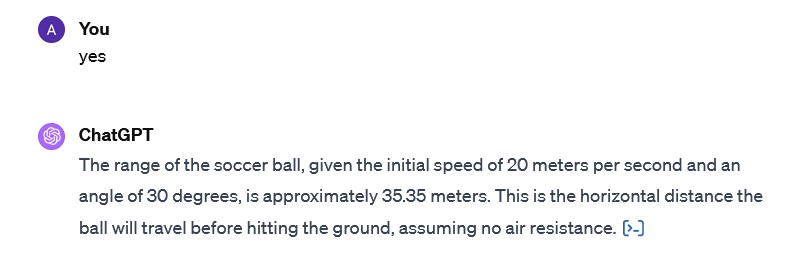 A You
yes
ChatGPT
The range of the soccer ball, given the initial speed of 20 meters per second and an
angle of 30 degrees, is approximately 35.35 meters. This is the horizontal distance the
ball will travel before hitting the ground, assuming no air resistance. [>-]